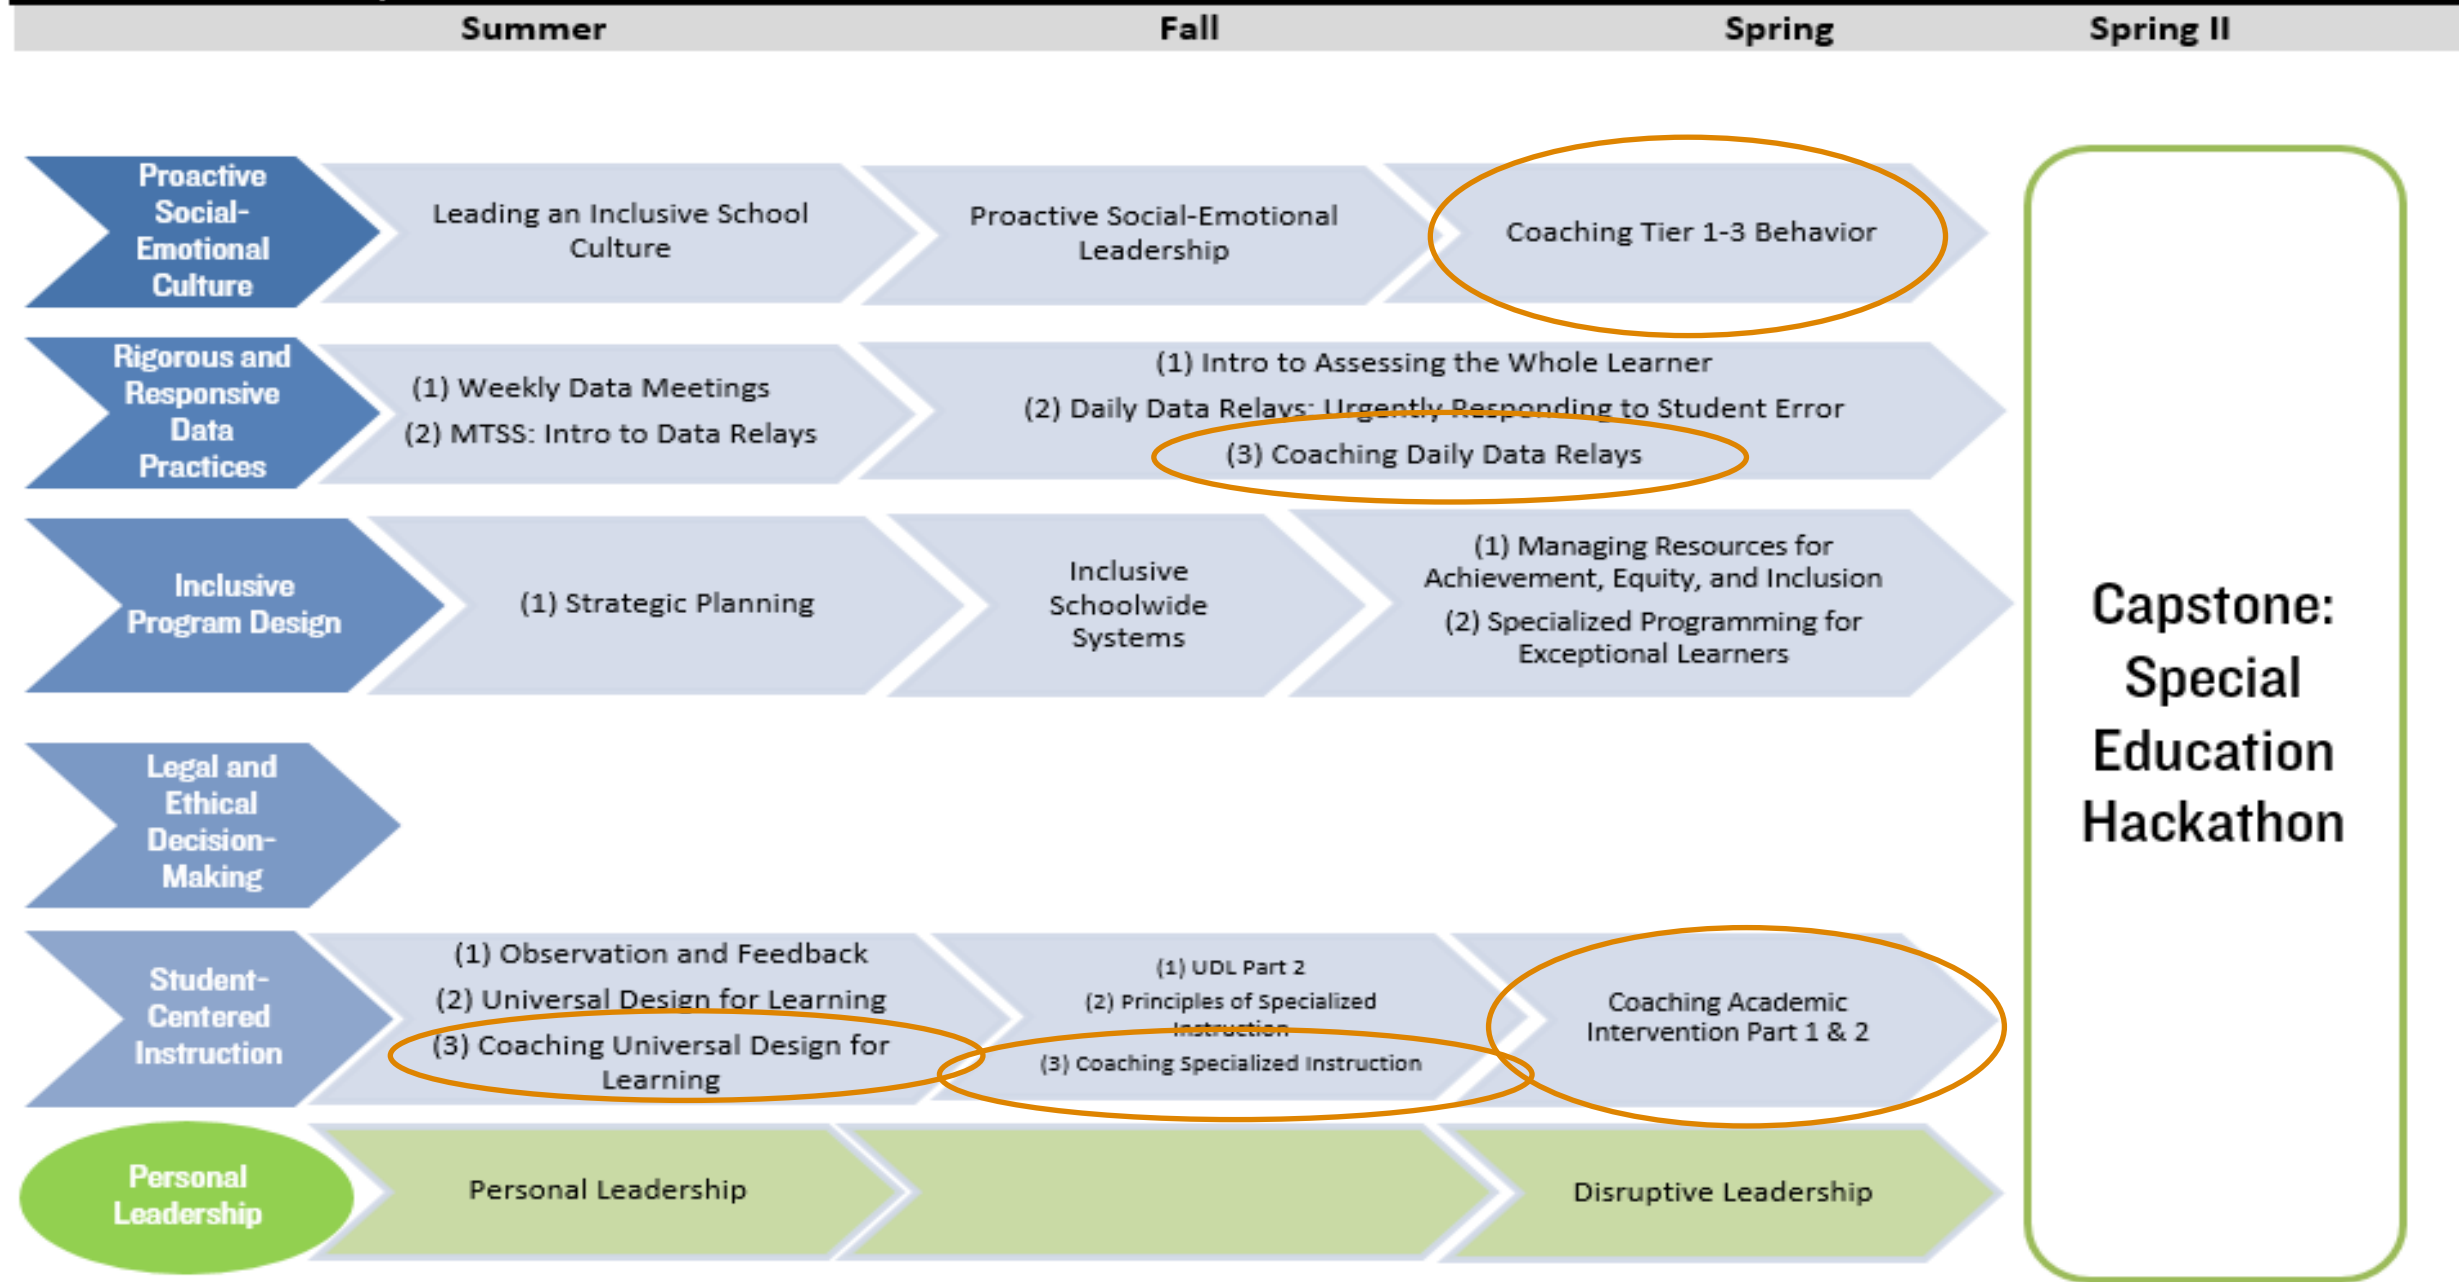 Summer Fall Spring Spring II
Proactive
Social-
Emotional
Culture
Leading an Inclusive School
Culture
Proactive Social-Emotional
Leadership
Coaching Tier 1-3 Behavior
Rigorous and
Responsive
Data
Practices
(1) Weekly Data Meetings
(2) MTSS: Intro to Data Relays
(1) Intro to Assessing the Whole Learner
(2) Daily Data Relays: Urgently Responding to Student Error
(3) Coaching Daily Data Relays
Inclusive
Program Design
(1) Strategic Planning
Inclusive
Schoolwide
Systems
(1) Managing Resources for
Achievement, Equity, and Inclusion
(2) Specialized Programming for
Exceptional Learners
Legal and
Ethical
Decision-
Making
Student-
Centered
Instruction
(1) Observation and Feedback
(2) Universal Design for Learning
(3) Coaching Universal Design for
Learning
(1) UDL Part 2
(2) Principles of Specialized
Instruction
(3) Coaching Specialized Instruction
Coaching Academic
Intervention Part 1 & 2
Personal
Leadership
Personal Leadership
Disruptive Leadership
Capstone:
Special
Education
Hackathon